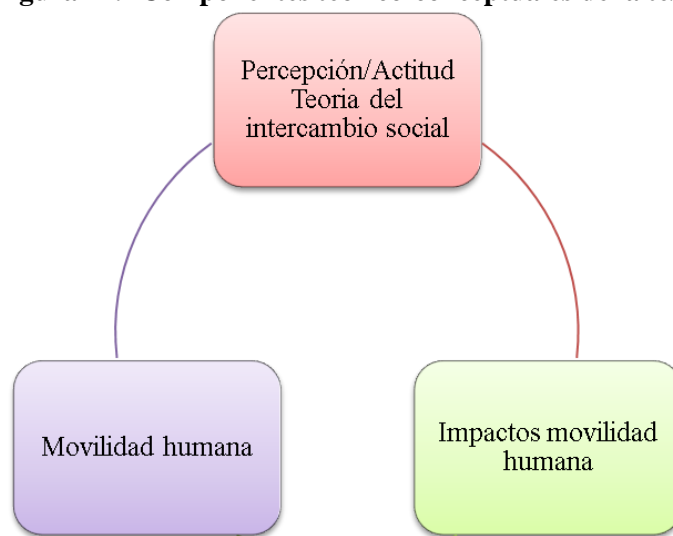 Percepción/Actitud
Teoria del
intercambio social
Movilidad humana
Impactos movilidad
humana